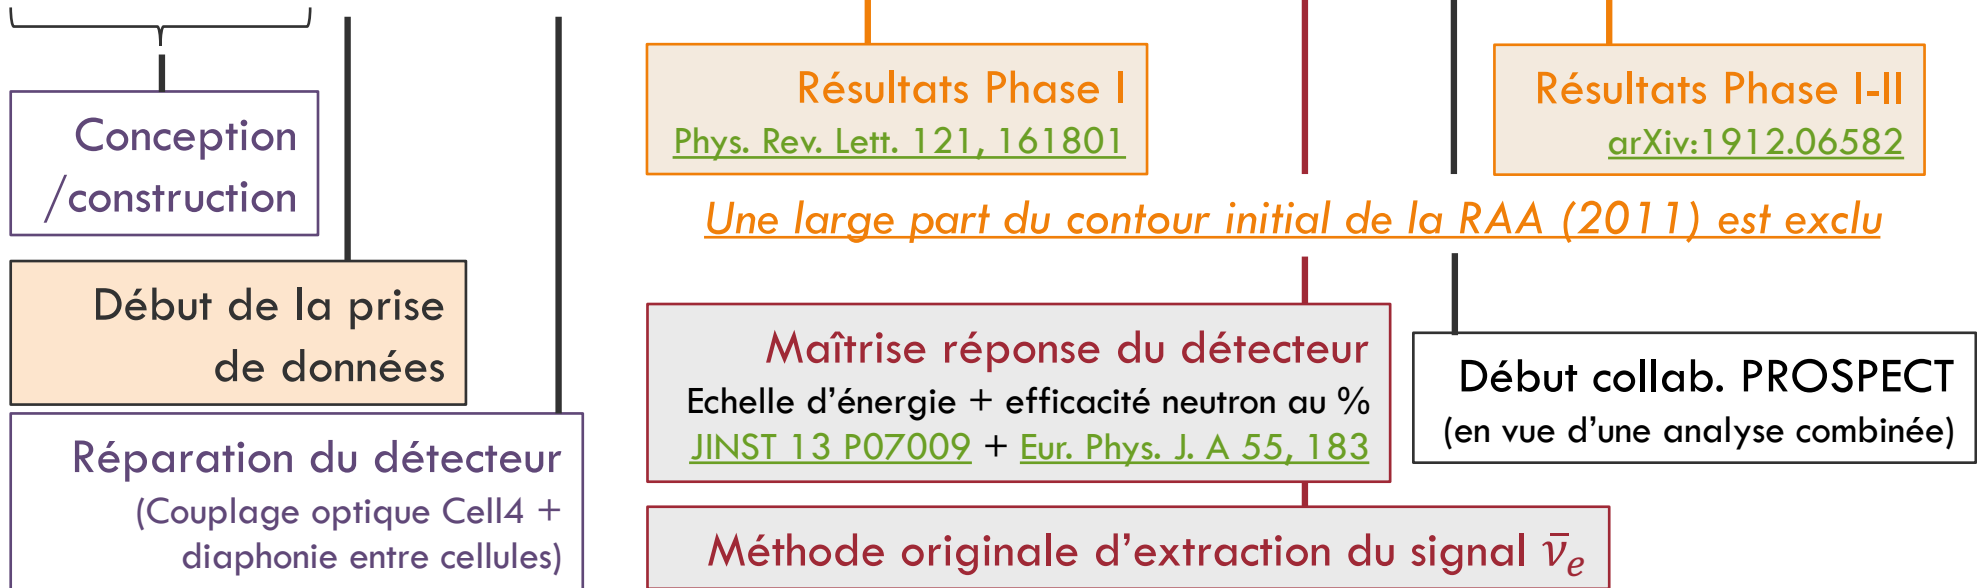 Conception
/construction
Début de la prise
de données
Réparation du détecteur
(Couplage optique Cell4 +
diaphonie entre cellules)
Résultats Phase I
Phys. Rev. Lett. 121, 161801
Résultats Phase I-II
arXiv:1912.06582
Une large part du contour initial de la RAA (2011) est exclu
Maîtrise réponse du détecteur
Echelle d’énergie + efficacité neutron au %
JINST 13 P07009 + Eur. Phys. J. A 55, 183
Début collab. PROSPECT
(en vue d’une analyse combinée)
Méthode originale d’extraction du signal ν̄ₑ